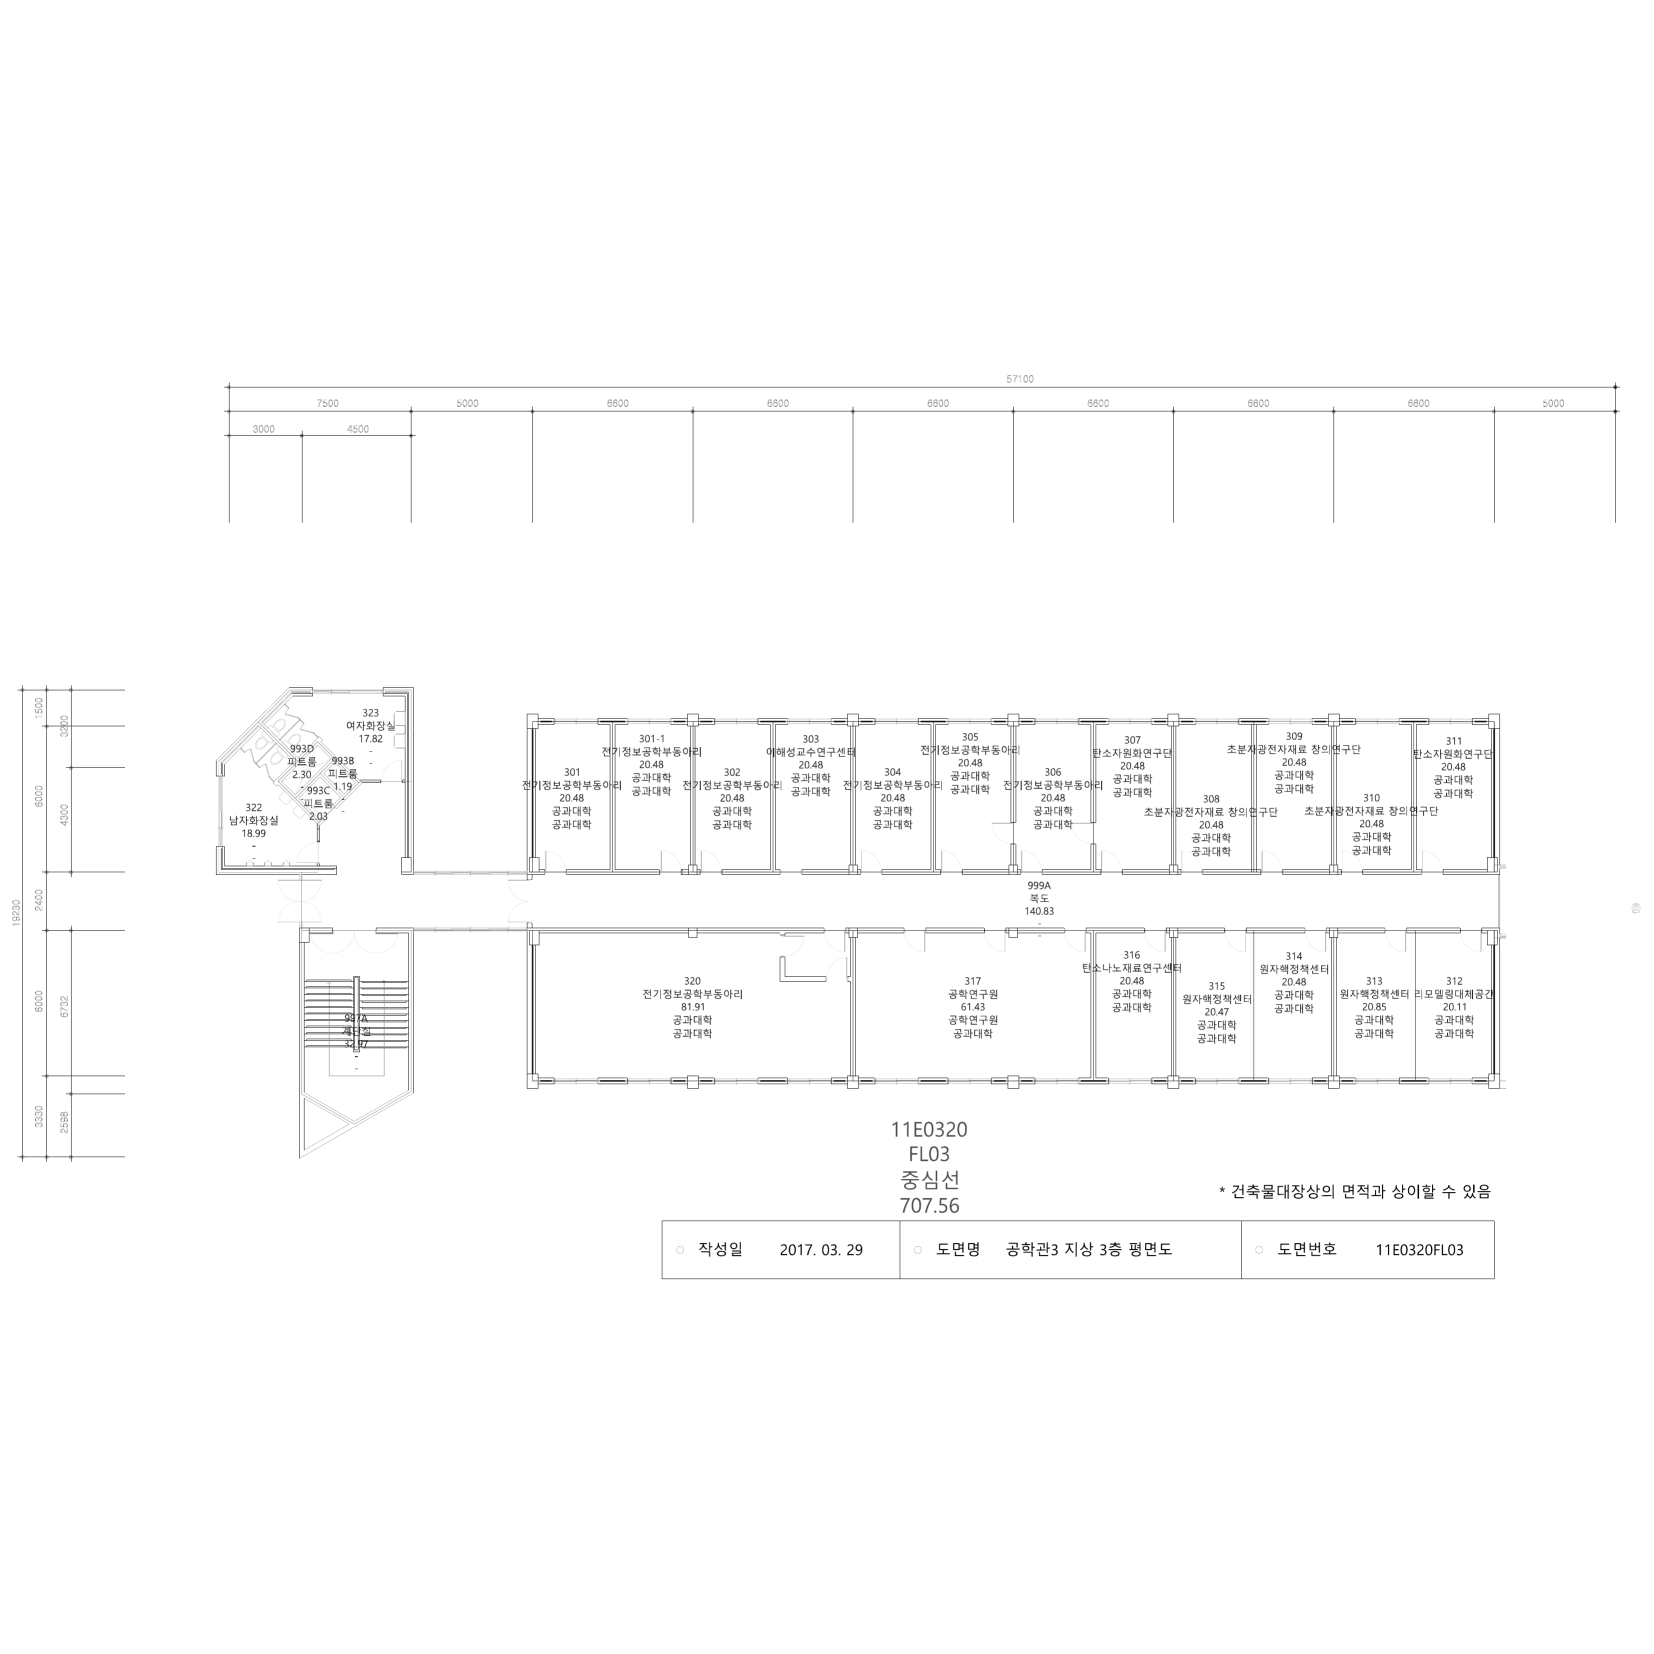 57100
7500
5000
6600
6600
6600
6600
6600
6600
5000
3000
4500
19230
1500
6000
2400
6000
3330
3200
4300
6732
2598
323
여자화장실
17.82
-
-
993D
피트룸
2.30
993B
피트룸
1.19
-
-
993C
피트룸
2.03
322
남자화장실
18.99
-
-
301
전기정보공학부동아리
20.48
공과대학
공과대학
301-1
전기정보공학부동아리
20.48
공과대학
공과대학
302
전기정보공학부동아리
20.48
공과대학
공과대학
303
이해성교수연구센터
20.48
공과대학
공과대학
304
전기정보공학부동아리
20.48
공과대학
공과대학
305
전기정보공학부동아리
20.48
공과대학
공과대학
306
전기정보공학부동아리
20.48
공과대학
공과대학
307
탄소자원화연구단
20.48
공과대학
공과대학
308
초분자광전자재료 창의연구단
20.48
공과대학
공과대학
309
초분자광전자재료 창의연구단
20.48
공과대학
공과대학
310
초분자광전자재료 창의연구단
20.48
공과대학
공과대학
311
탄소자원화연구단
20.48
공과대학
공과대학
999A
복도
140.83
-
-
997A
계단실
32.97
-
-
320
전기정보공학부동아리
81.91
공과대학
공과대학
317
공학연구원
61.43
공학연구원
공과대학
316
탄소나노재료연구센터
20.48
공과대학
공과대학
315
원자핵정책센터
20.47
공과대학
공과대학
314
원자핵정책센터
20.48
공과대학
공과대학
313
원자핵정책센터
20.85
공과대학
공과대학
312
리모델링대체공간
20.11
공과대학
공과대학
11E0320
FL03
중심선
707.56
* 건축물대장상의 면적과 상이할 수 있음
작성일 2017. 03. 29
도면명 공학관3 지상 3층 평면도
도면번호 11E0320FL03